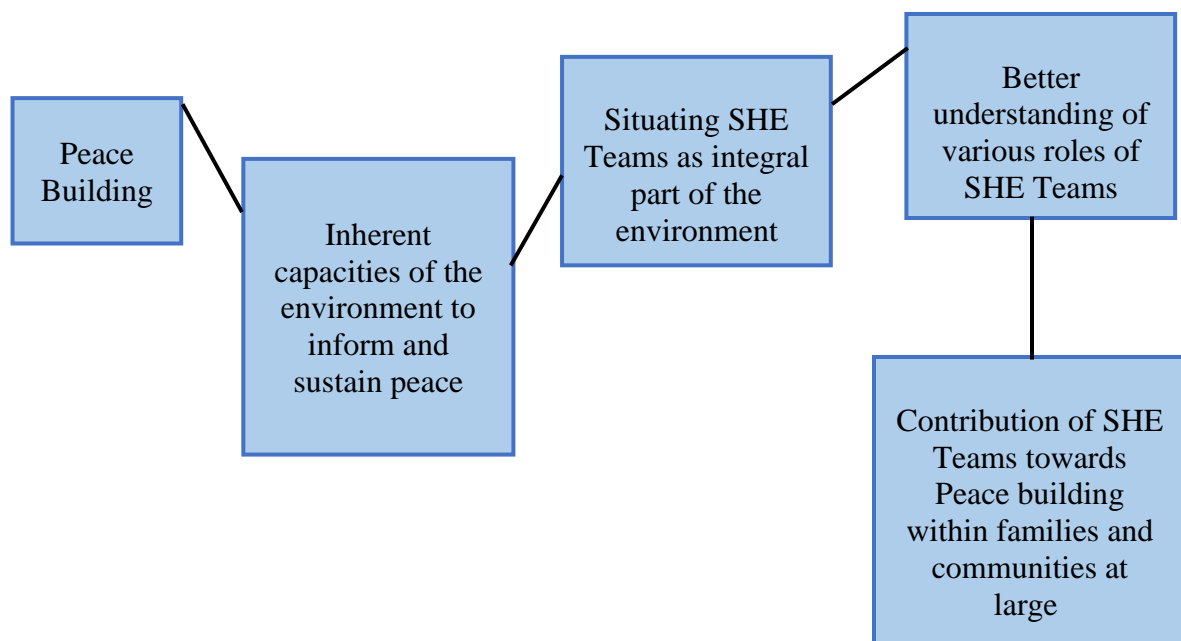 Peace
Building
Inherent
capacities of the
environment to
inform and
sustain peace
Situating SHE
Teams as integral
part of the
environment
Better
understanding of
various roles of
SHE Teams
Contribution of SHE
Teams towards
Peace building
within families and
communities at
large